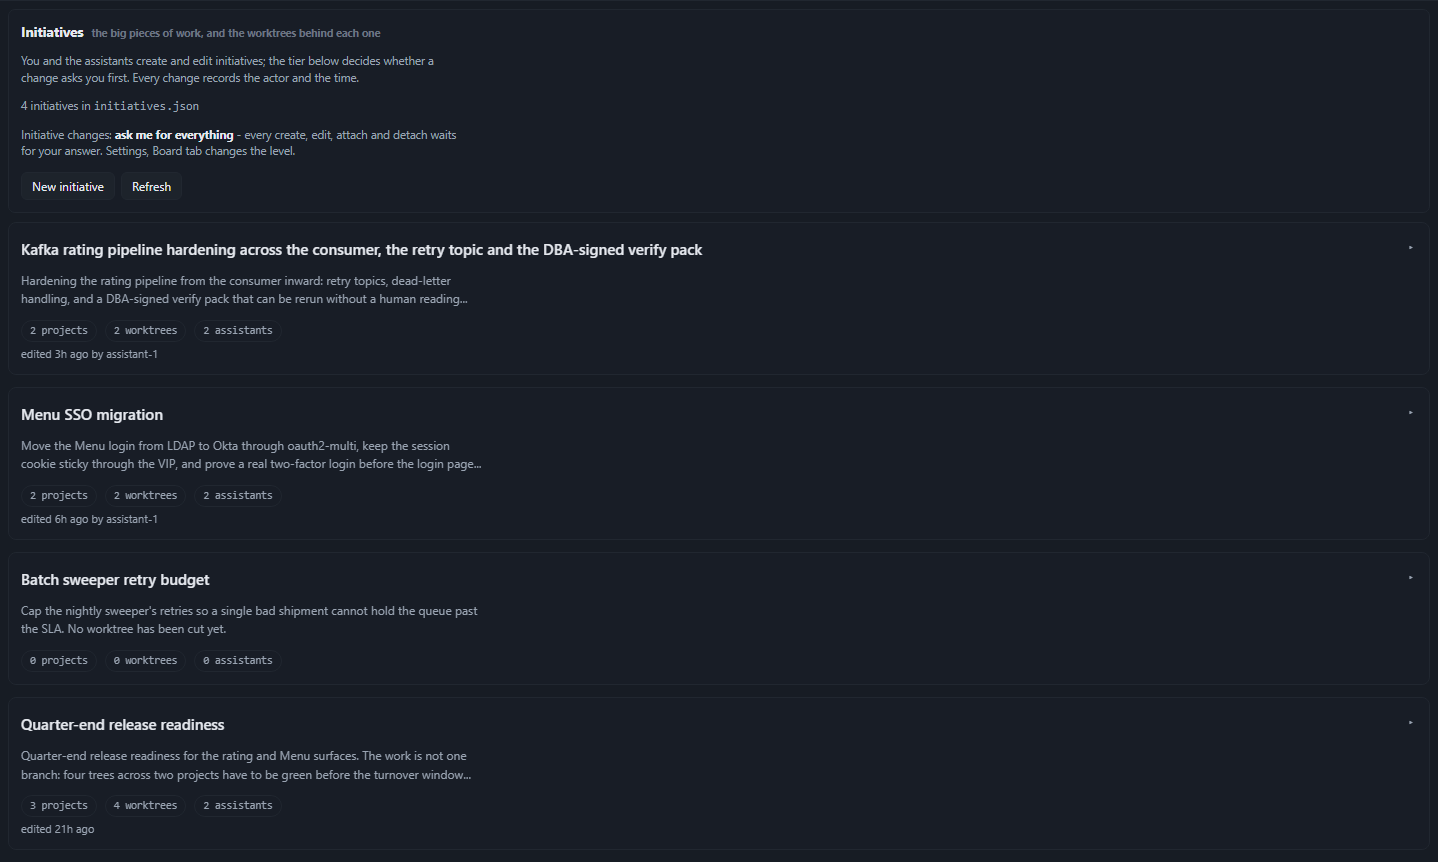 Initiatives the big pieces of work, and the worktrees behind each one
You and the assistants create and edit initiatives; the tier below decides whether a
change asks you first. Every change records the actor and the time.
4 initiatives in initiatives.json
Initiative changes: ask me for everything - every create, edit, attach and detach waits
for your answer. Settings, Board tab changes the level.
New initiative Refresh
Kafka rating pipeline hardening across the consumer, the retry topic and the DBA-signed verify pack
Hardening the rating pipeline from the consumer inward: retry topics, dead-letter
handling, and a DBA-signed verify pack that can be rerun without a human reading...
2 projects 2 worktrees 2 assistants
edited 3h ago by assistant-1
Menu SSO migration
Move the Menu login from LDAP to Okta through oauth2-multi, keep the session
cookie sticky through the VIP, and prove a real two-factor login before the login page...
2 projects 2 worktrees 2 assistants
edited 6h ago by assistant-1
Batch sweeper retry budget
Cap the nightly sweeper's retries so a single bad shipment cannot hold the queue past
the SLA. No worktree has been cut yet.
0 projects 0 worktrees 0 assistants
Quarter-end release readiness
Quarter-end release readiness for the rating and Menu surfaces. The work is not one
branch: four trees across two projects have to be green before the turnover window...
3 projects 4 worktrees 2 assistants
edited 21h ago